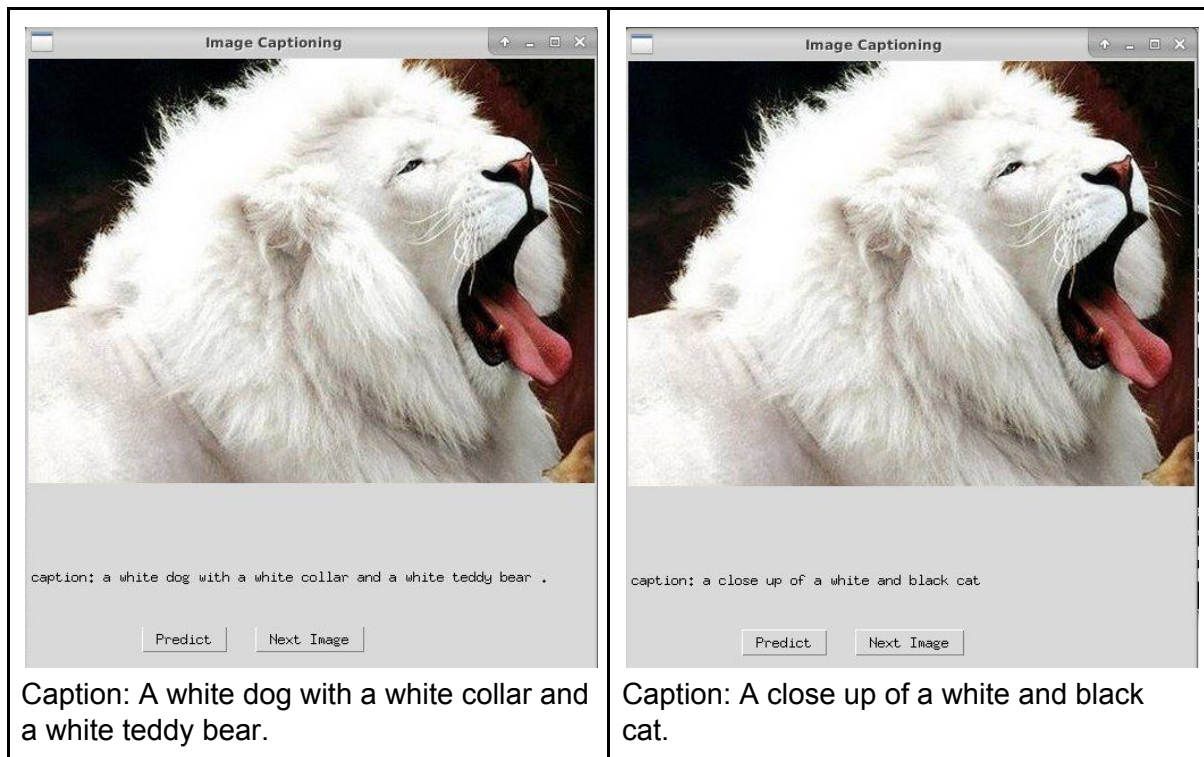 Image Captioning
caption: a white dog with a white collar and a white teddy bear .
Predict Next Image
Caption: A white dog with a white collar and
a white teddy bear.
Image Captioning
caption: a close up of a white and black cat
Predict Next Image
Caption: A close up of a white and black
cat.